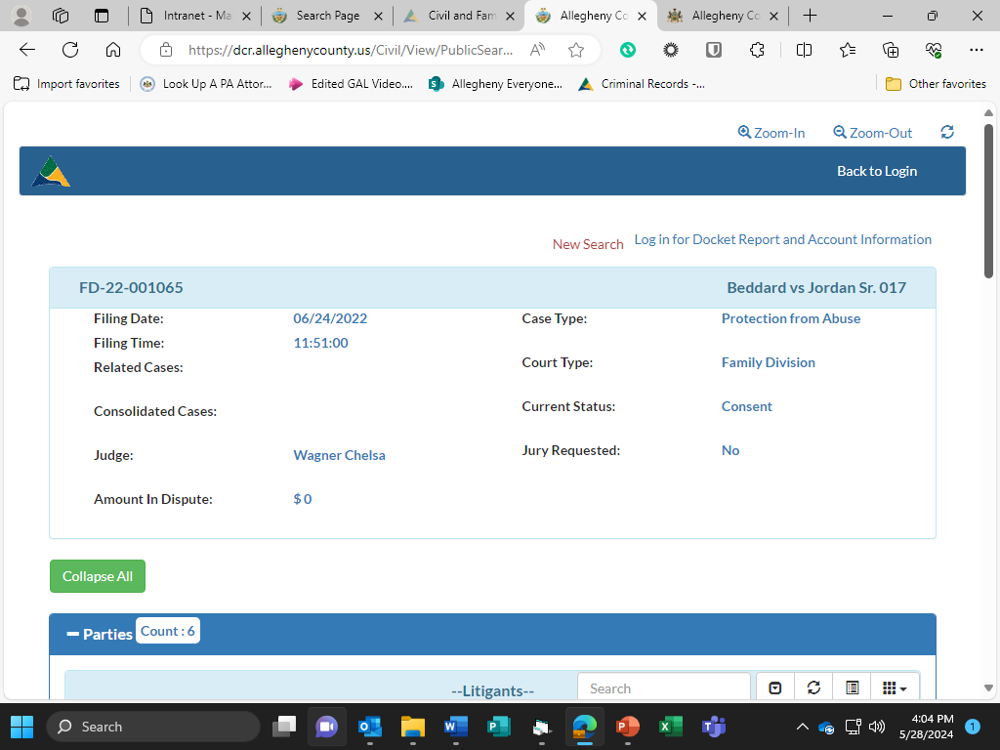 Intranet - Ma
Search Page
Civil and Fam
Allegheny Co
Allegheny Co
https://dcr.alleghenycounty.us/Civil/View/PublicSear...
Import favorites
Look Up A PA Attor...
Edited GAL Video....
Allegheny Everyone...
Criminal Records -...
Other favorites
Zoom-In
Zoom-Out
Back to Login
New Search
Log in for Docket Report and Account Information
FD-22-001065
Beddard vs Jordan Sr. 017
Filing Date: 06/24/2022
Case Type: Protection from Abuse
Filing Time: 11:51:00
Related Cases:
Court Type: Family Division
Consolidated Cases:
Current Status: Consent
Judge: Wagner Chelsa
Jury Requested: No
Amount In Dispute: $ 0
Collapse All
Parties Count : 6
--Litigants--
Search
Search
4:04 PM
5/28/2024
1